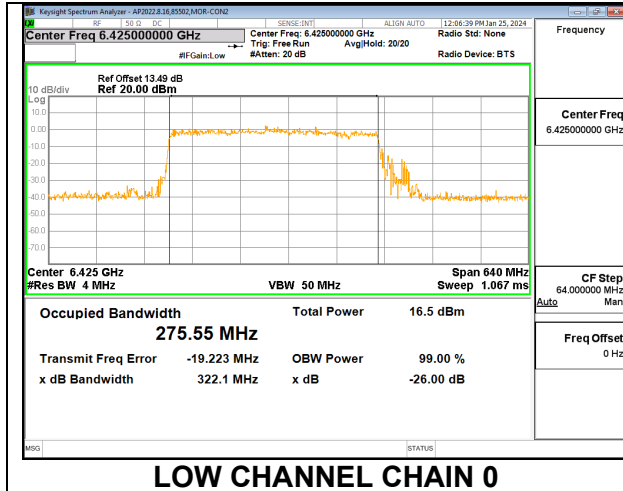 Keysight Spectrum Analyzer - AP2022.8.16,85502,MOR-CON2
RF 50 Ω DC SENSE:INT ALIGN AUTO 12:06:39 PM Jan 25, 2024
Center Freq 6.425000000 GHz
Center Freq: 6.425000000 GHz
Radio Std: None
Trig: Free Run Avg|Hold: 20/20
#IFGain:Low
#Atten: 20 dB
Radio Device: BTS
Frequency
Ref Offset 13.49 dB
10 dB/div Ref 20.00 dBm
Log
10.0
0.00
-10.0
-20.0
-30.0
-40.0
-50.0
-60.0
-70.0
Center 6.425 GHz
Span 640 MHz
#Res BW 4 MHz
VBW 50 MHz
Sweep 1.067 ms
Center Freq
6.425000000 GHz
CF Step
64.000000 MHz
Auto Man
Freq Offset
0 Hz
Occupied Bandwidth
275.55 MHz
Total Power 16.5 dBm
Transmit Freq Error -19.223 MHz
OBW Power 99.00 %
x dB Bandwidth 322.1 MHz
x dB -26.00 dB
MSG
STATUS
LOW CHANNEL CHAIN 0